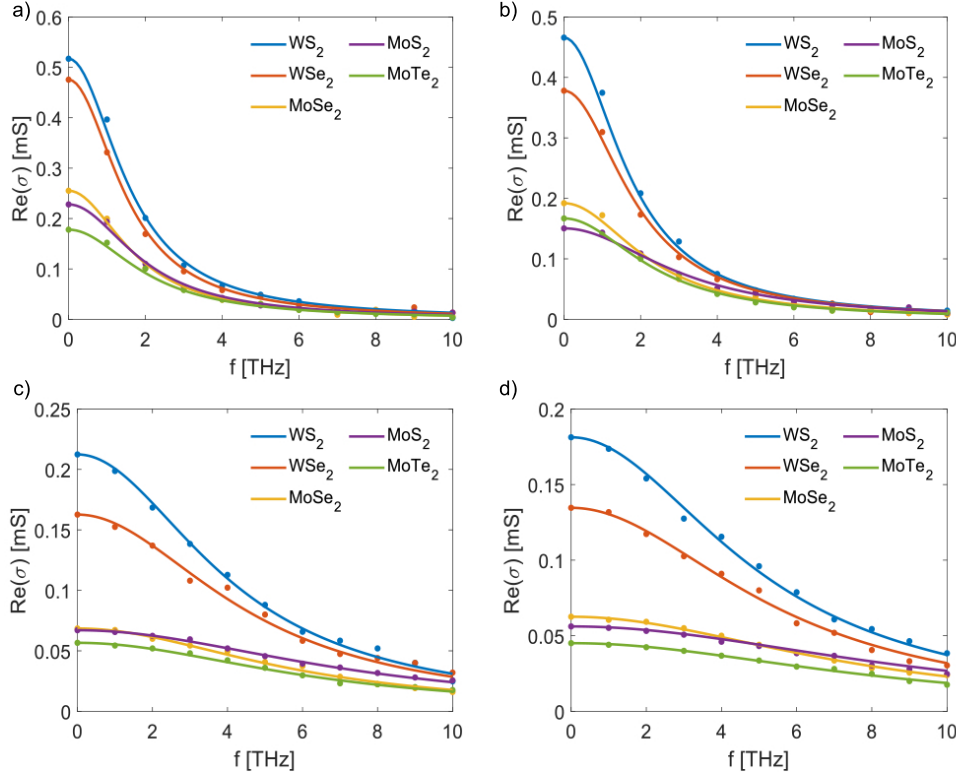 a)
0.6
0.5
0.4
0.3
0.2
0.1
0
Re(σ) [mS]
0 2 4 6 8 10
f [THz]
WS2 MoS2
WSe2 MoTe2
MoSe2
b)
0.5
0.4
0.3
0.2
0.1
0
Re(σ) [mS]
0 2 4 6 8 10
f [THz]
WS2 MoS2
WSe2 MoTe2
MoSe2
c)
0.25
0.2
0.15
0.1
0.05
0
Re(σ) [mS]
0 2 4 6 8 10
f [THz]
WS2 MoS2
WSe2 MoTe2
MoSe2
d)
0.2
0.15
0.1
0.05
0
Re(σ) [mS]
0 2 4 6 8 10
f [THz]
WS2 MoS2
WSe2 MoTe2
MoSe2